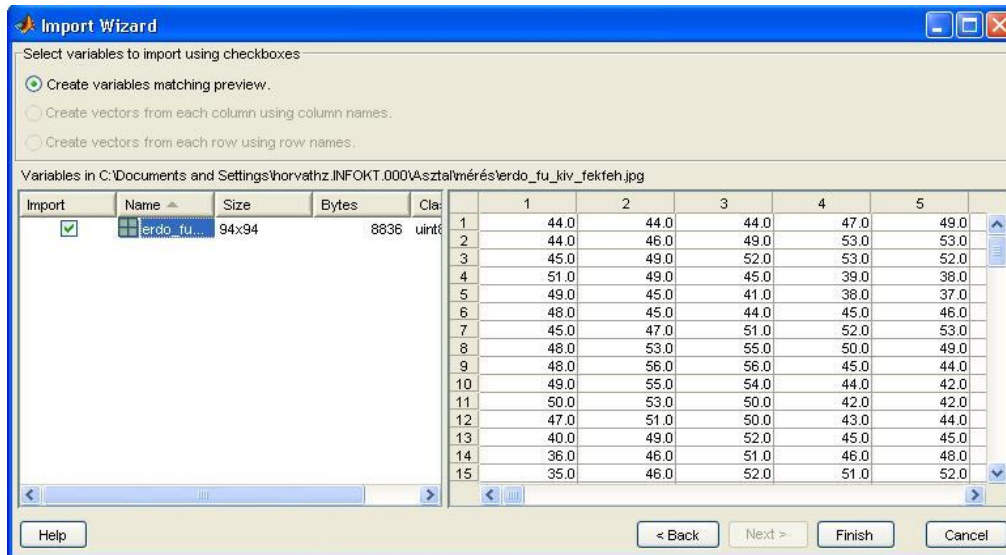 Import Wizard
Select variables to import using checkboxes
Create variables matching preview.
Create vectors from each column using column names.
Create vectors from each row using row names.
Variables in C:\Documents and Settings\horvathz.INFOKT.000\Asztal\mérés\erdo_fu_kiv_fekfeh.jpg
Import Name Size Bytes Clas
erdo_fu... 94x94 8836 uint8
1 2 3 4 5
1 44.0 44.0 44.0 47.0 49.0
2 44.0 46.0 49.0 53.0 53.0
3 45.0 49.0 52.0 53.0 52.0
4 51.0 49.0 45.0 39.0 38.0
5 49.0 45.0 41.0 38.0 37.0
6 48.0 45.0 44.0 45.0 46.0
7 45.0 47.0 51.0 52.0 53.0
8 48.0 53.0 55.0 50.0 49.0
9 48.0 56.0 56.0 45.0 44.0
10 49.0 55.0 54.0 44.0 42.0
11 50.0 53.0 50.0 42.0 42.0
12 47.0 51.0 50.0 43.0 44.0
13 40.0 49.0 52.0 45.0 45.0
14 36.0 46.0 51.0 46.0 48.0
15 35.0 46.0 52.0 51.0 52.0
Help < Back Next > Finish Cancel